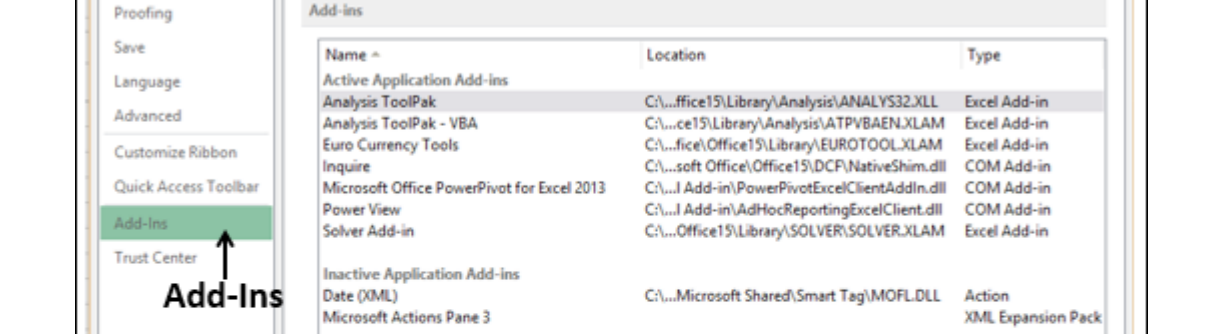 Proofing
Save
Language
Advanced
Customize Ribbon
Quick Access Toolbar
Add-Ins
Trust Center
Add-Ins
Add-ins
Name Location Type
Active Application Add-ins
Analysis ToolPak C:\...ffice15\Library\Analysis\ANALYS32.XLL Excel Add-in
Analysis ToolPak - VBA C:\...ce15\Library\Analysis\ATPVBAEN.XLAM Excel Add-in
Euro Currency Tools C:\...fice\Office15\Library\EUROTOOL.XLAM Excel Add-in
Inquire C:\...soft Office\Office15\DCF\NativeShim.dll COM Add-in
Microsoft Office PowerPivot for Excel 2013 C:\...l Add-in\PowerPivotExcelClientAddIn.dll COM Add-in
Power View C:\...l Add-in\AdHocReportingExcelClient.dll COM Add-in
Solver Add-in C:\...Office15\Library\SOLVER\SOLVER.XLAM Excel Add-in
Inactive Application Add-ins
Date (XML) C:\...Microsoft Shared\Smart Tag\MOFL.DLL Action
Microsoft Actions Pane 3 XML Expansion Pack